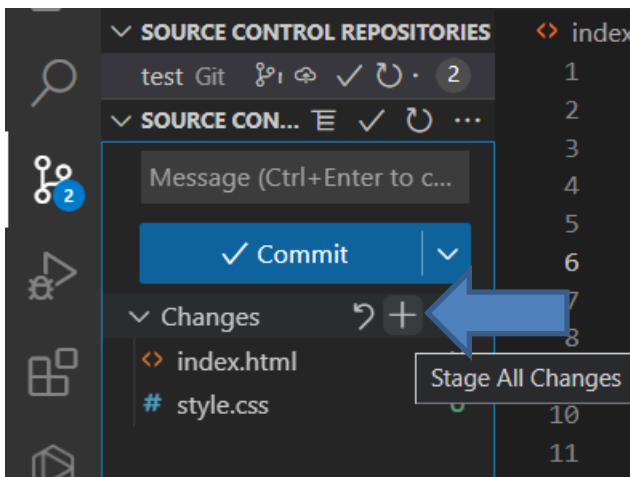 SOURCE CONTROL REPOSITORIES
test Git 2
SOURCE CON...
Message (Ctrl+Enter to c...
2
Commit
Changes
index.html
# style.css
Stage All Changes
index
1
2
3
4
5
6
7
8
10
11